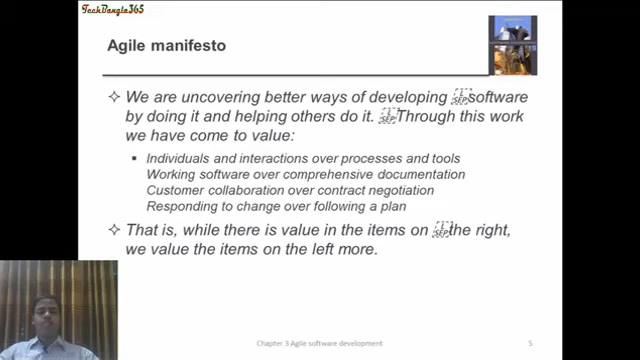 TechBangla365
Agile manifesto
We are uncovering better ways of developing software
by doing it and helping others do it. Through this work
we have come to value:
Individuals and interactions over processes and tools
Working software over comprehensive documentation
Customer collaboration over contract negotiation
Responding to change over following a plan
That is, while there is value in the items on the right,
we value the items on the left more.
Chapter 3 Agile software development
5